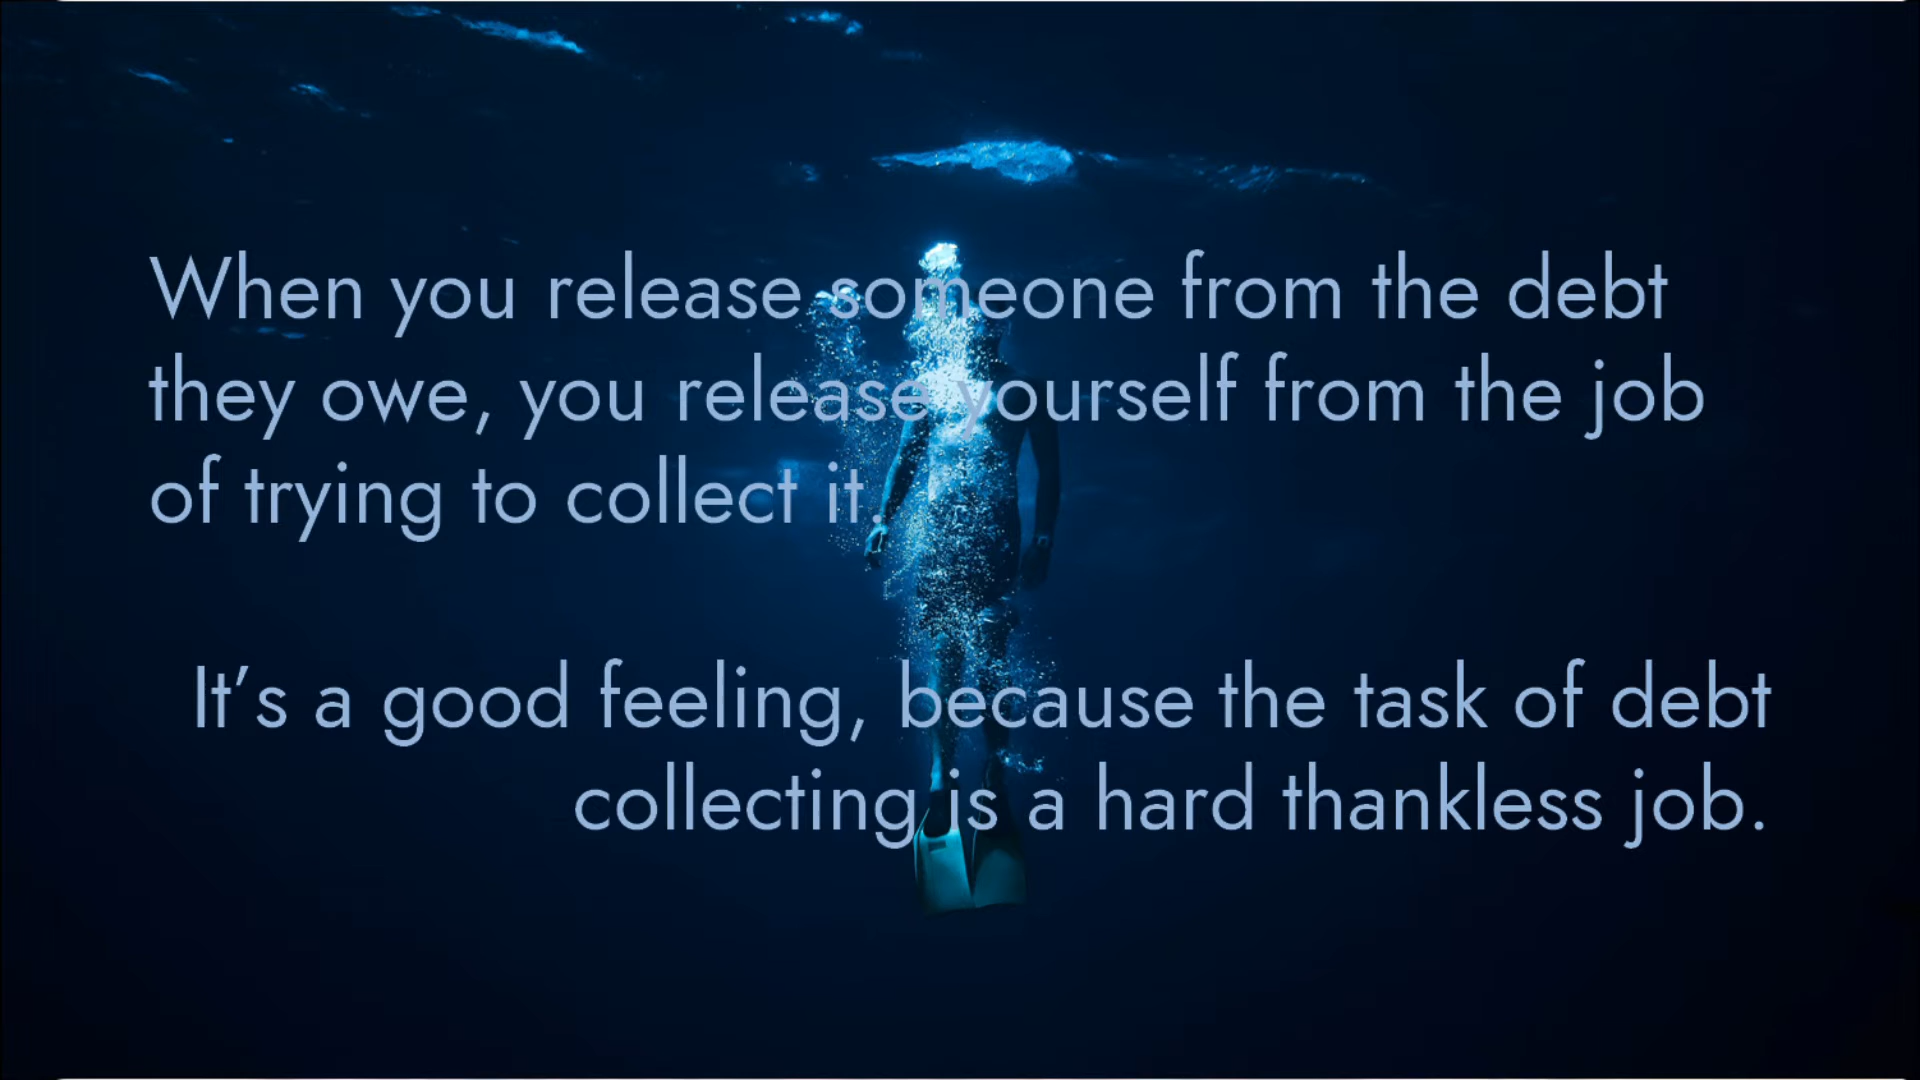 When you release someone from the debt
they owe, you release yourself from the job
of trying to collect it.
It’s a good feeling, because the task of debt
collecting is a hard thankless job.